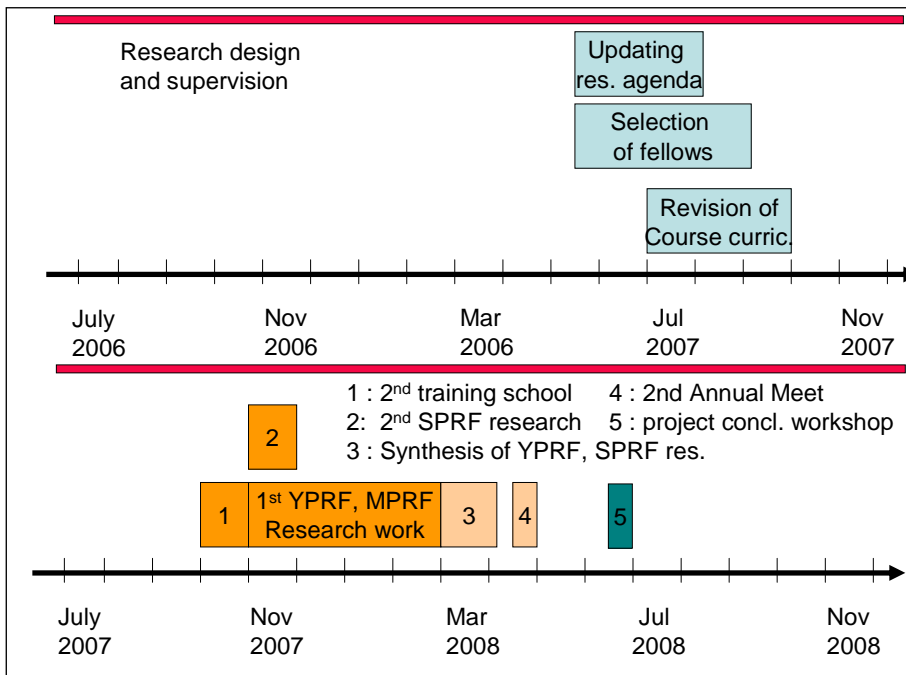 Research design
and supervision
Updating
res. agenda
Selection
of fellows
Revision of
Course curric.
July
2006
Nov
2006
Mar
2006
Jul
2007
Nov
2007
1 : 2nd training school
2: 2nd SPRF research
3 : Synthesis of YPRF, SPRF res.
4 : 2nd Annual Meet
5 : project concl. workshop
2
1
1st YPRF, MPRF
Research work
3
4
5
July
2007
Nov
2007
Mar
2008
Jul
2008
Nov
2008